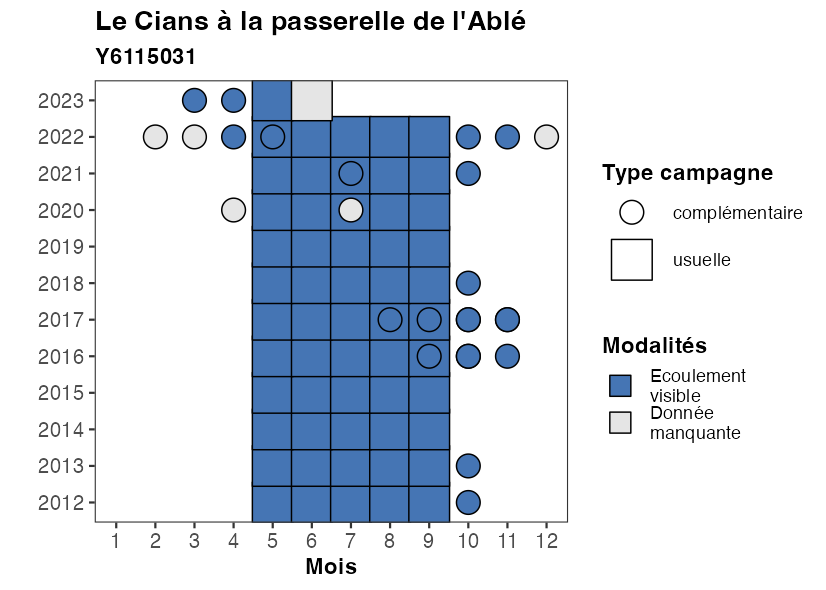 Le Cians à la passerelle de l'Ablé
Y6115031
2023
2022
2021
2020
2019
2018
2017
2016
2015
2014
2013
2012
1 2 3 4 5 6 7 8 9 10 11 12
Mois
Type campagne
complémentaire
usuelle
Modalités
Ecoulement
visible
Donnée
manquante